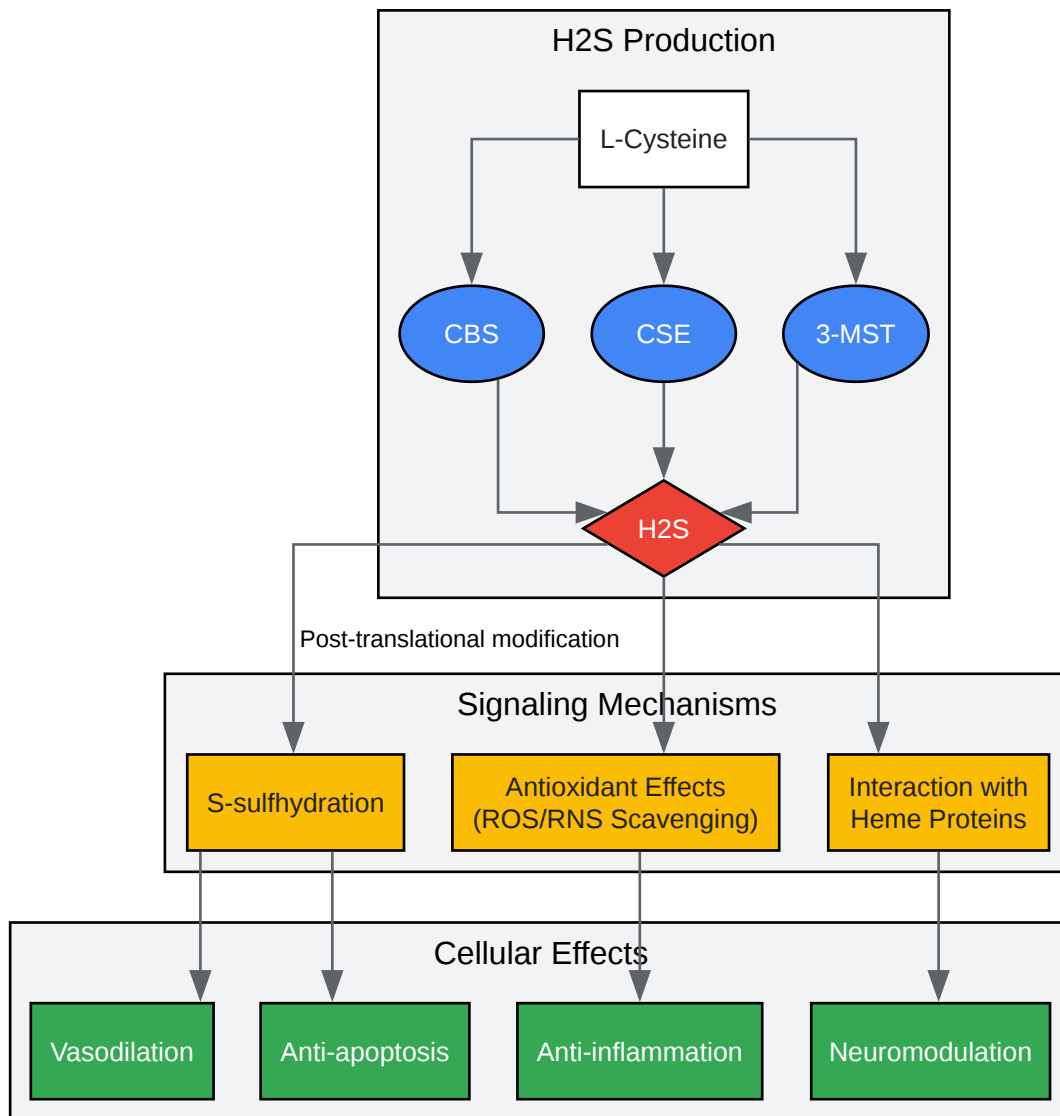 H2S Production
L-Cysteine
CBS
CSE
3-MST
H2S
Post-translational modification
Signaling Mechanisms
S-sulfhydration
Antioxidant Effects
(ROS/RNS Scavenging)
Interaction with
Heme Proteins
Cellular Effects
Vasodilation
Anti-apoptosis
Anti-inflammation
Neuromodulation